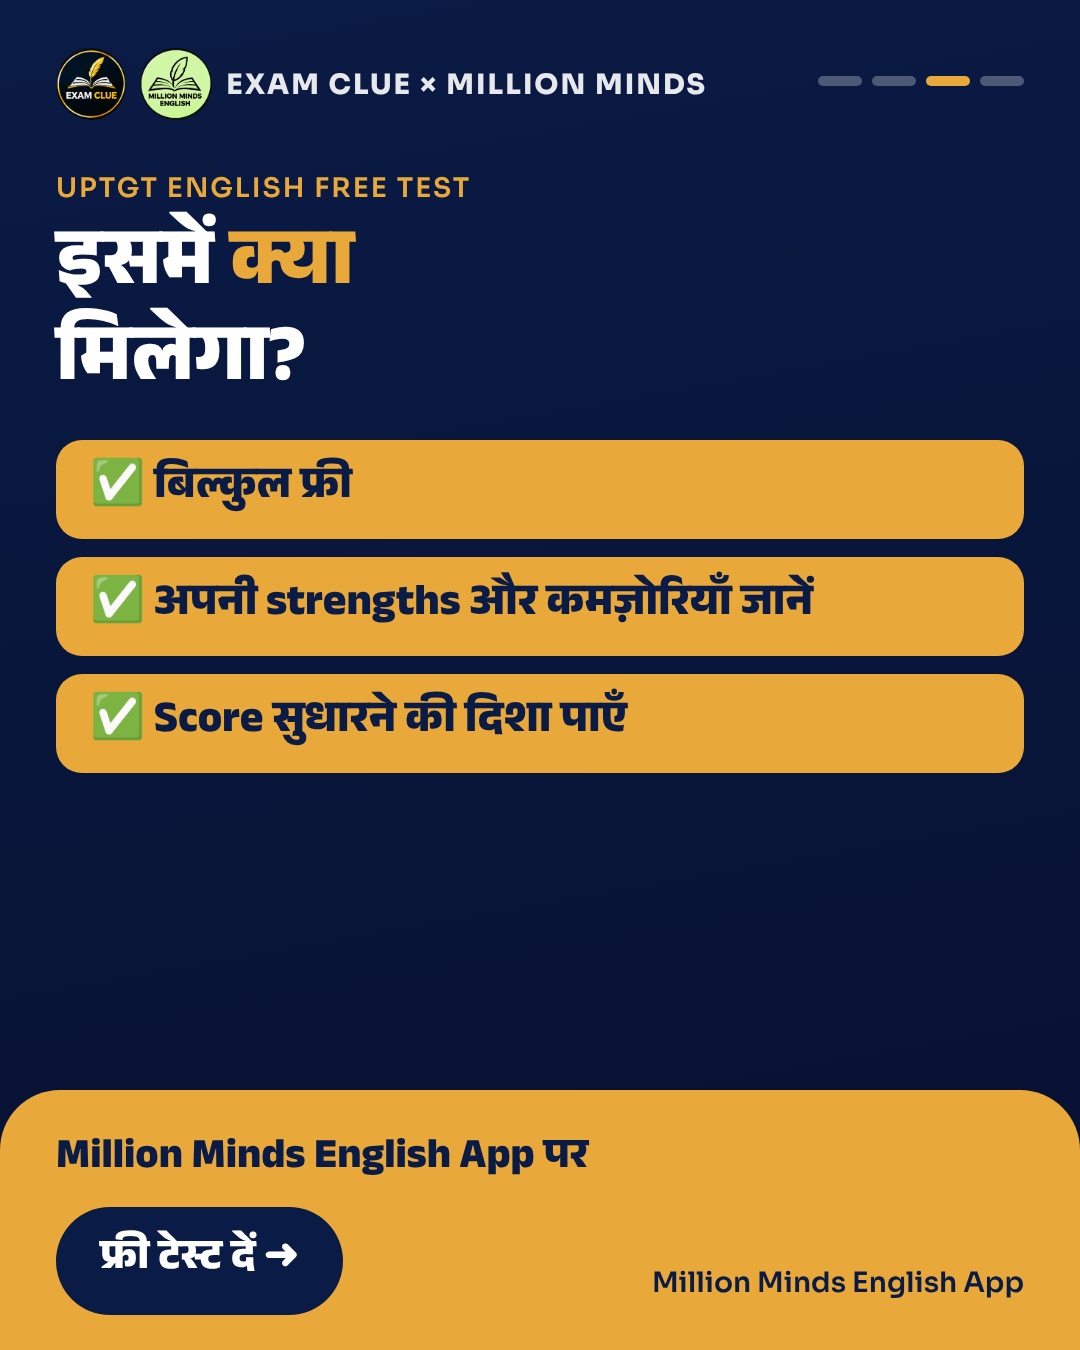 EXAM CLUE
MILLION MINDS
ENGLISH
EXAM CLUE × MILLION MINDS
UPTGT ENGLISH FREE TEST
इसमें क्या
मिलेगा?
✅ बिल्कुल फ्री
✅ अपनी strengths और कमज़ोरियाँ जानें
✅ Score सुधारने की दिशा पाएँ
Million Minds English App पर
फ्री टेस्ट दें →
Million Minds English App